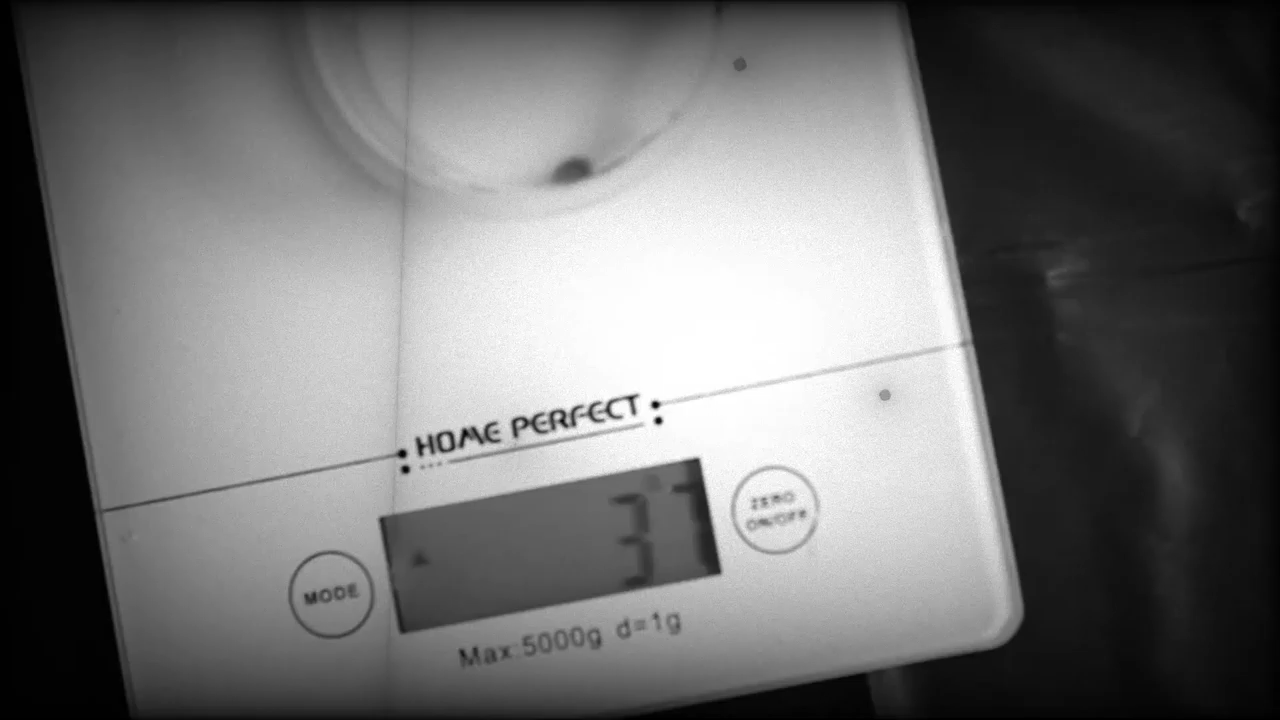 HOME PERFECT
37
ZERO
ON/OFF
MODE
Max:5000g d=1g